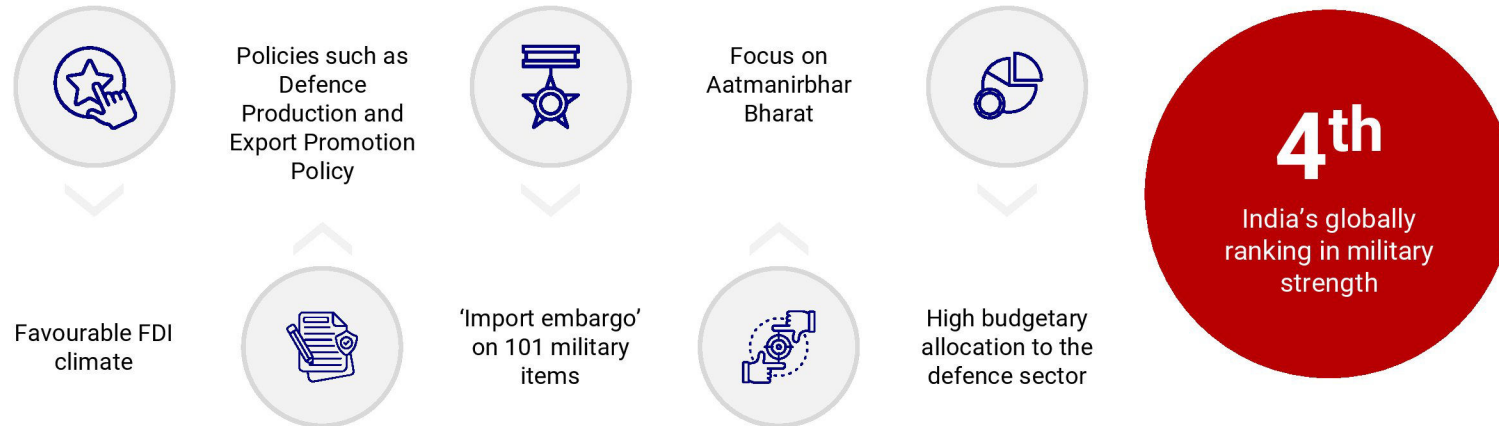 Favourable FDI
climate
Policies such as
Defence
Production and
Export Promotion
Policy
‘Import embargo’
on 101 military
items
Focus on
Aatmanirbhar
Bharat
High budgetary
allocation to the
defence sector
4th
India’s globally
ranking in military
strength